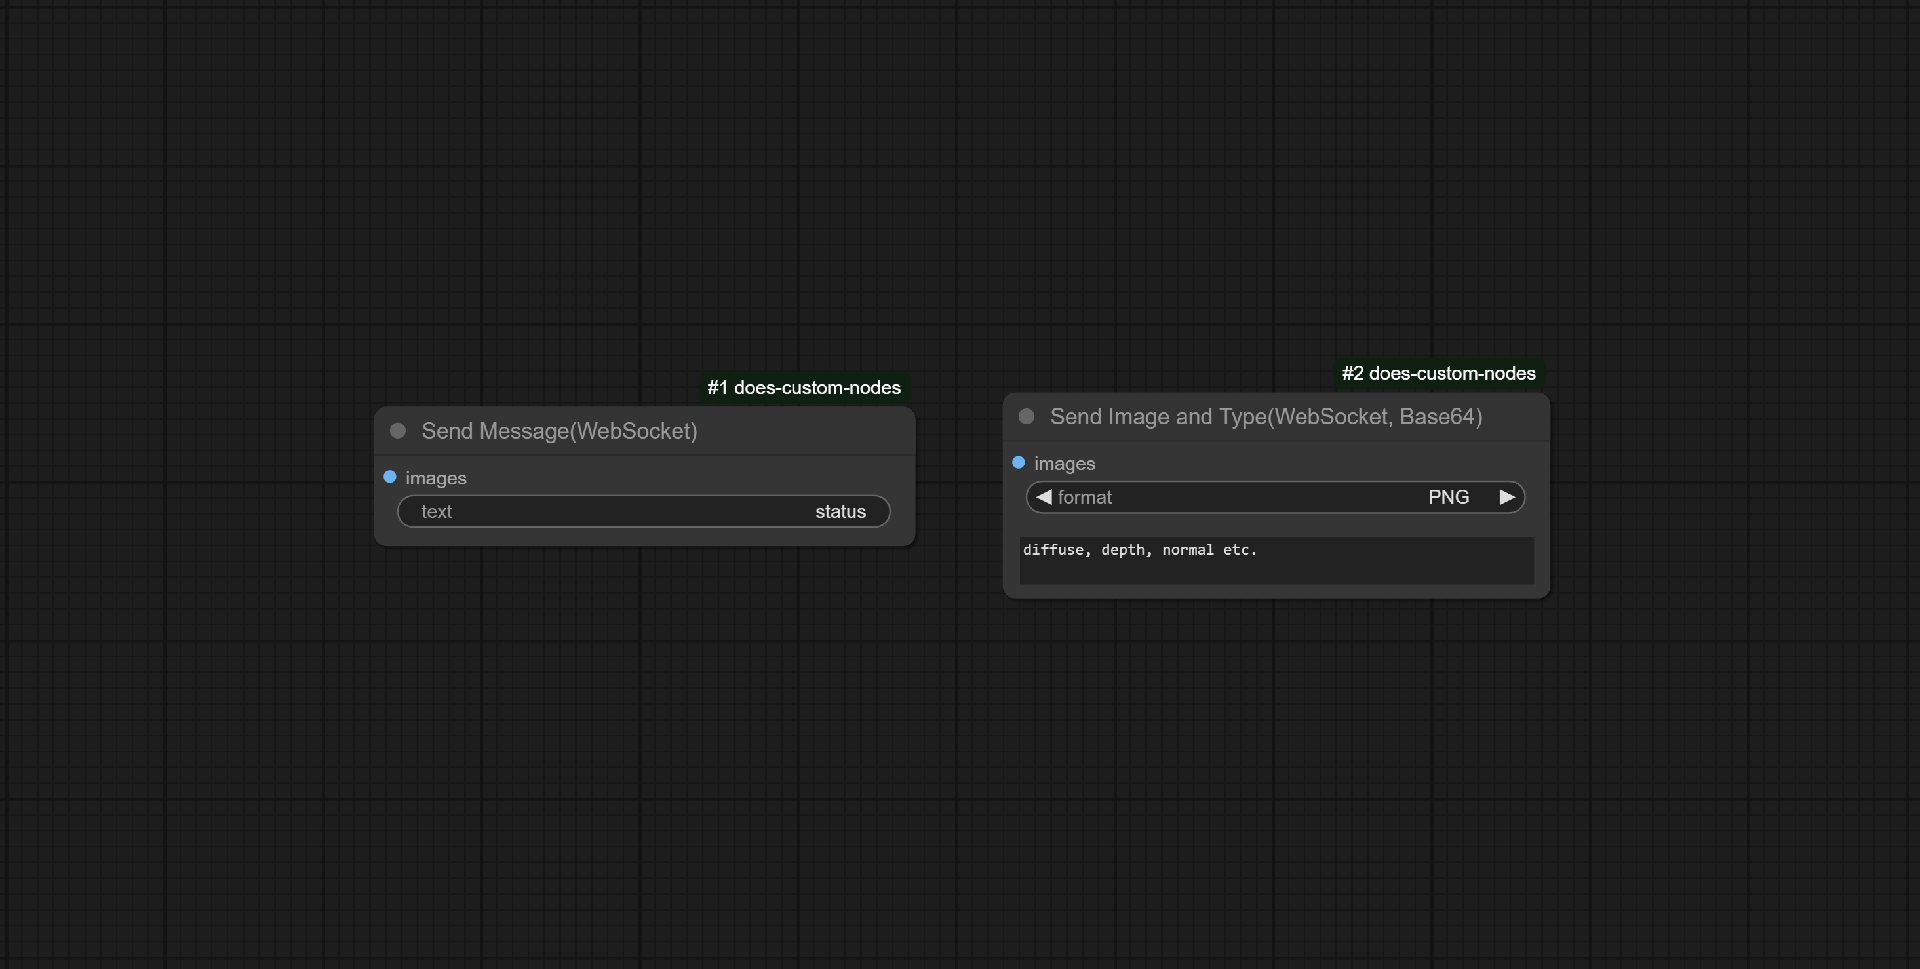 #1 does-custom-nodes
Send Message(WebSocket)
images
text status
#2 does-custom-nodes
Send Image and Type(WebSocket, Base64)
images
format PNG
diffuse, depth, normal etc.